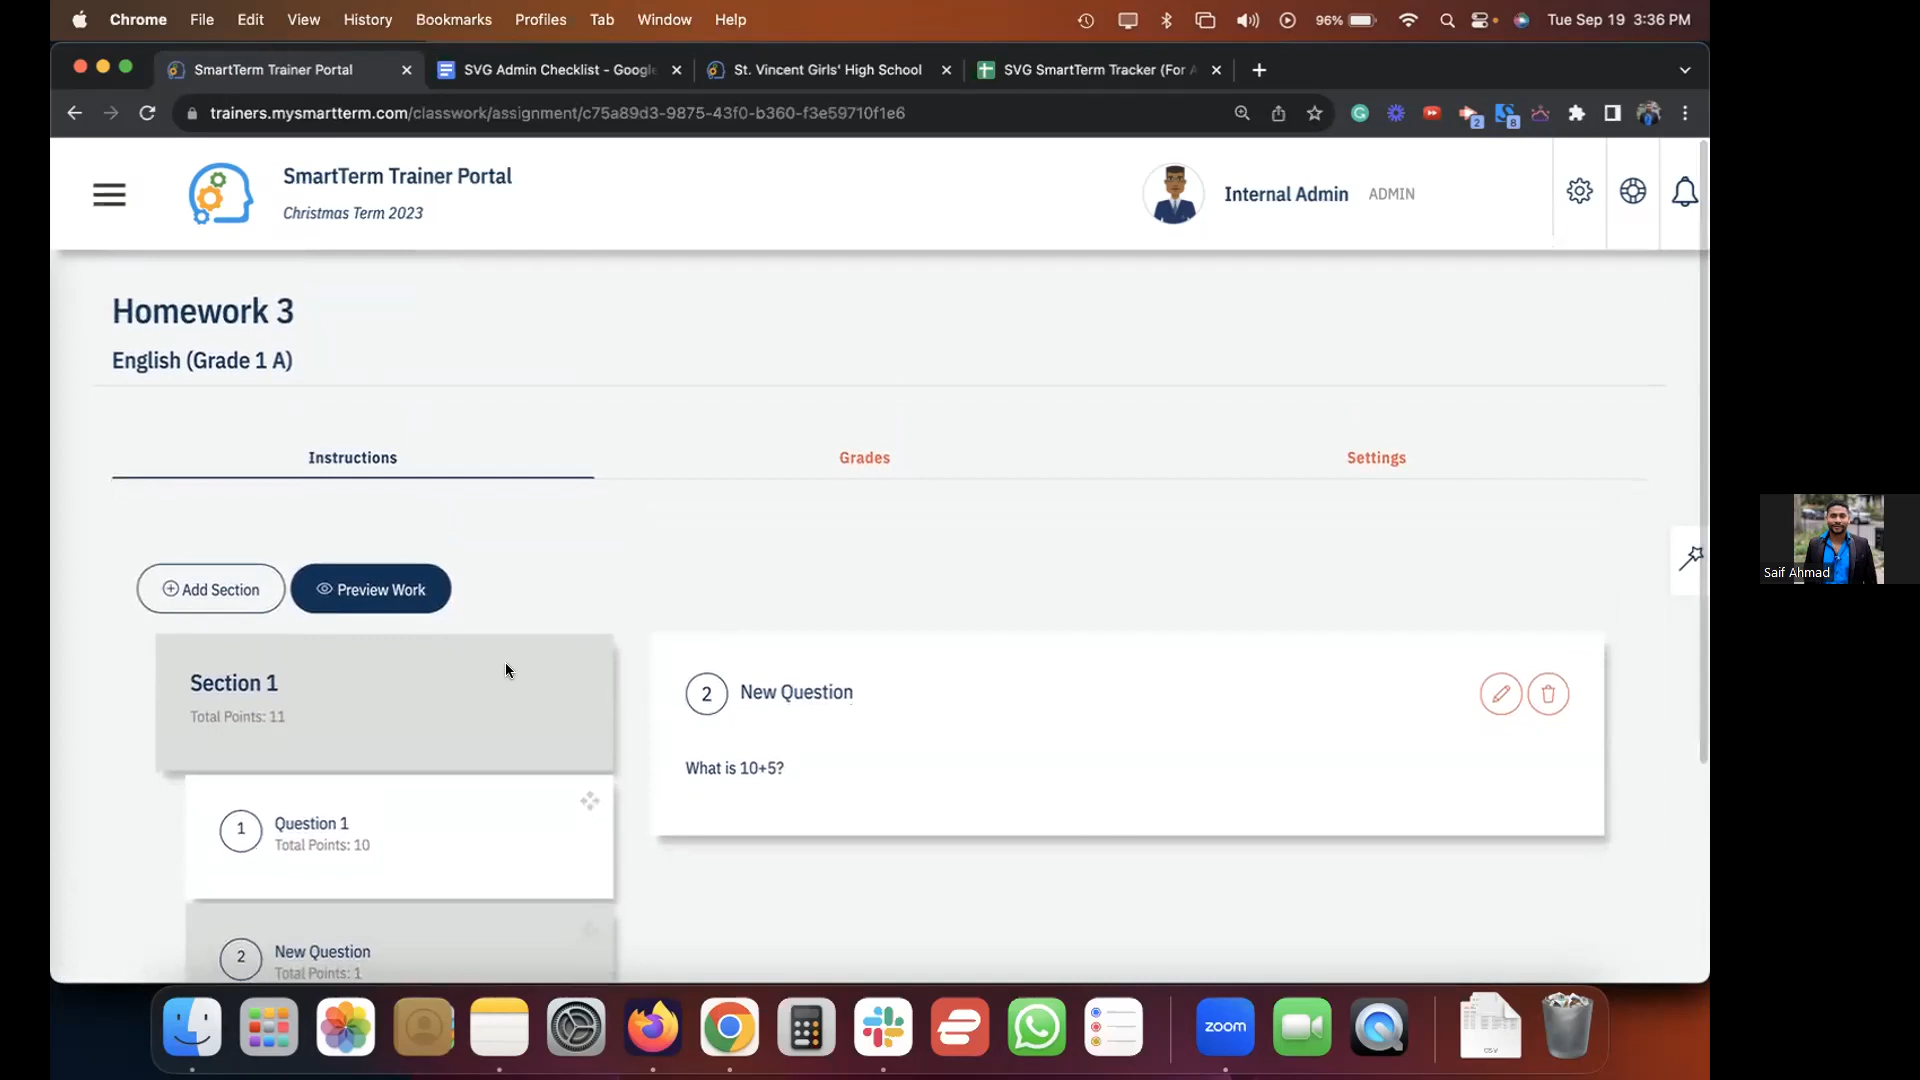 Chrome File Edit View History Bookmarks Profiles Tab Window Help 96% Tue Sep 19 3:36 PM
SmartTerm Trainer Portal SVG Admin Checklist - Google St. Vincent Girls' High School SVG SmartTerm Tracker (For A
trainers.mysmartterm.com/classwork/assignment/c75a89d3-9875-43f0-b360-f3e59710f1e6
2
8
SmartTerm Trainer Portal
Christmas Term 2023
Internal Admin ADMIN
Homework 3
English (Grade 1 A)
Instructions Grades Settings
Add Section Preview Work
Section 1
Total Points: 11
2 New Question
What is 10+5?
1 Question 1
Total Points: 10
2 New Question
Total Points: 1
Saif Ahmad
zoom
CSV